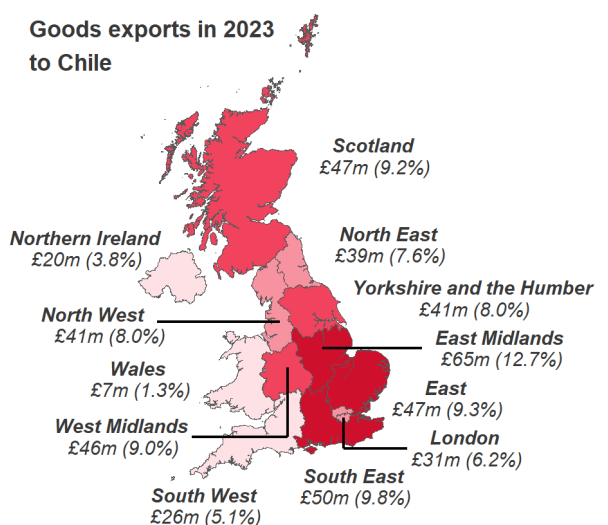 Goods exports in 2023
to Chile
Scotland
£47m (9.2%)
Northern Ireland
£20m (3.8%)
North East
£39m (7.6%)
Yorkshire and the Humber
£41m (8.0%)
North West
£41m (8.0%)
East Midlands
£65m (12.7%)
Wales
£7m (1.3%)
East
£47m (9.3%)
West Midlands
£46m (9.0%)
London
£31m (6.2%)
South East
£50m (9.8%)
South West
£26m (5.1%)